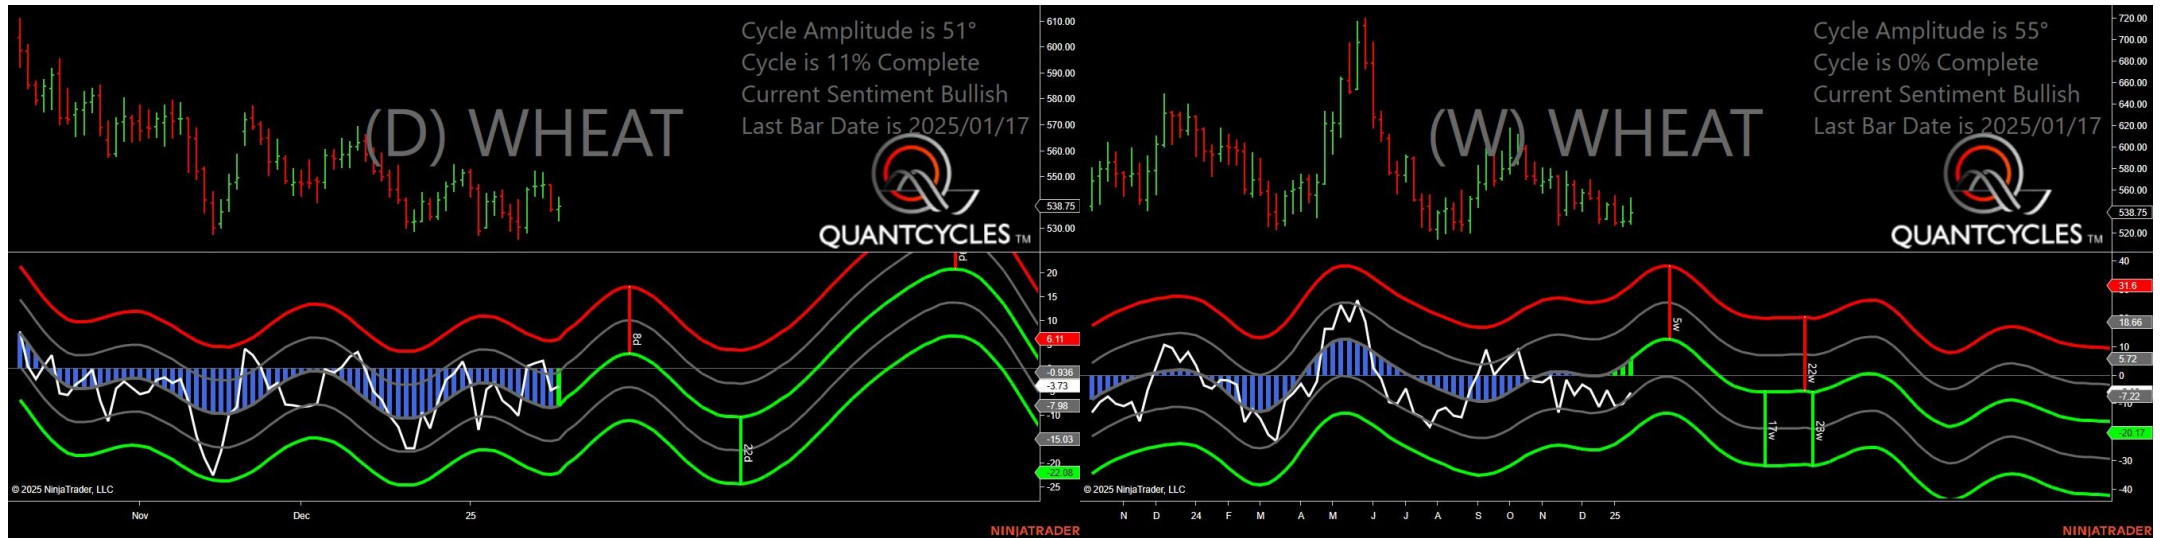 Cycle Amplitude is 51°
Cycle is 11% Complete
Current Sentiment Bullish
Last Bar Date is 2025/01/17
(D) WHEAT
QUANTCYCLES TM
610.00
600.00
590.00
580.00
570.00
560.00
550.00
538.75
530.00
20
15
10
6.11
-0.936
-3.73
-7.98
-10
-15.03
-20
-22.08
-25
8d
22d
© 2025 NinjaTrader, LLC
Nov
Dec
25
NINJATRADER
Cycle Amplitude is 55°
Cycle is 0% Complete
Current Sentiment Bullish
Last Bar Date is 2025/01/17
(W) WHEAT
QUANTCYCLES TM
720.00
700.00
680.00
660.00
640.00
620.00
600.00
580.00
560.00
538.75
520.00
40
31.6
18.66
10
5.72
0
-7.22
-10
-20.17
-30
-40
5w
22w
17w
28w
© 2025 NinjaTrader, LLC
N D 24 F M A M J J A S O N D 25
NINJATRADER